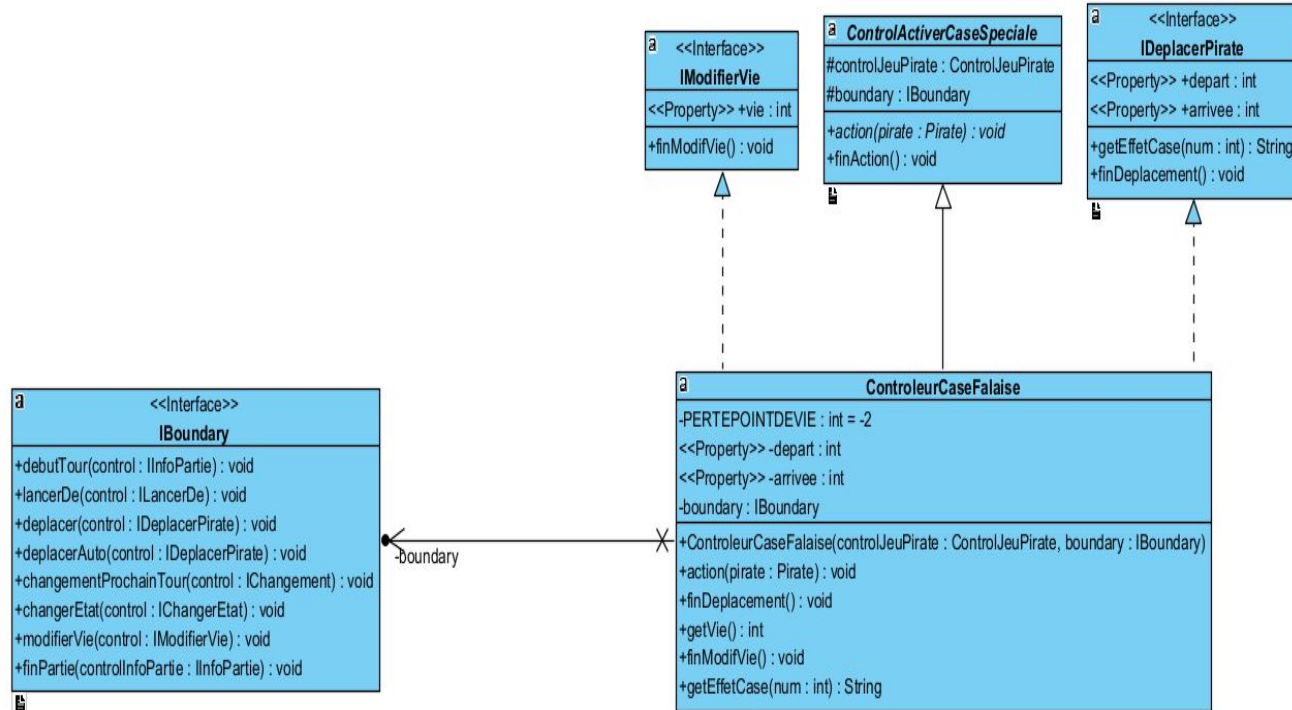 a
<<Interface>>
IModifierVie
<<Property>> +vie : int
+finModifVie() : void
a
ControlActiverCaseSpeciale
#controlJeuPirate : ControlJeuPirate
#boundary : IBoundary
+action(pirate : Pirate) : void
+finAction() : void
a
<<Interface>>
IDeplacerPirate
<<Property>> +depart : int
<<Property>> +arrivee : int
+getEffetCase(num : int) : String
+finDeplacement() : void
a
<<Interface>>
IBoundary
+debutTour(control : IInfoPartie) : void
+lancerDe(control : ILancerDe) : void
+deplacer(control : IDeplacerPirate) : void
+deplacerAuto(control : IDeplacerPirate) : void
+changementProchainTour(control : IChangement) : void
+changerEtat(control : IChangerEtat) : void
+modifierVie(control : IModifierVie) : void
+finPartie(controlInfoPartie : IInfoPartie) : void
-boundary
a
ControleurCaseFalaise
-PERTEPOINTDEVIE : int = -2
<<Property>> -depart : int
<<Property>> -arrivee : int
-boundary : IBoundary
+ControleurCaseFalaise(controlJeuPirate : ControlJeuPirate, boundary : IBoundary)
+action(pirate : Pirate) : void
+finDeplacement() : void
+getVie() : int
+finModifVie() : void
+getEffetCase(num : int) : String